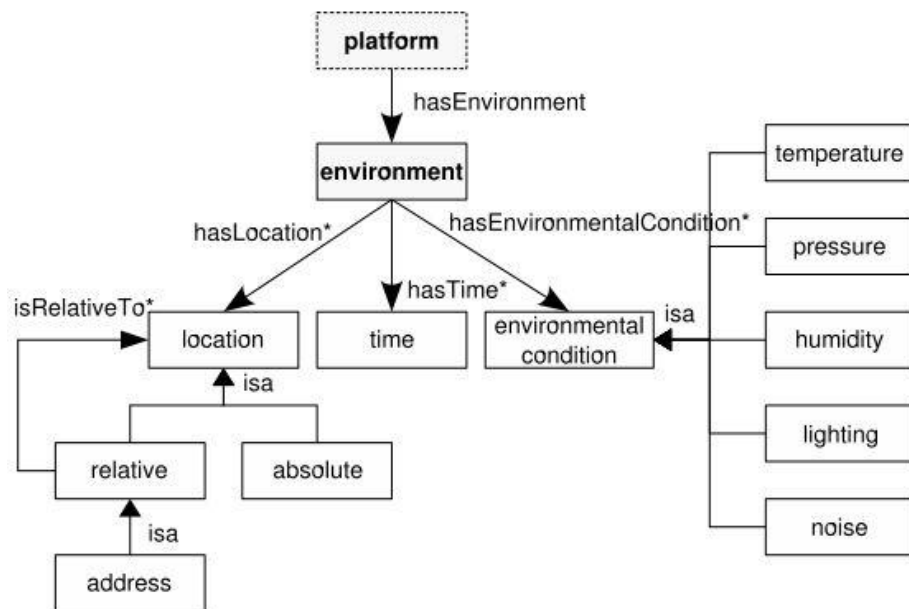 platform
hasEnvironment
environment
temperature
hasLocation*
hasEnvironmentalCondition*
pressure
isRelativeTo*
hasTime*
location
time
environmental
condition
isa
humidity
isa
relative
absolute
lighting
isa
noise
address